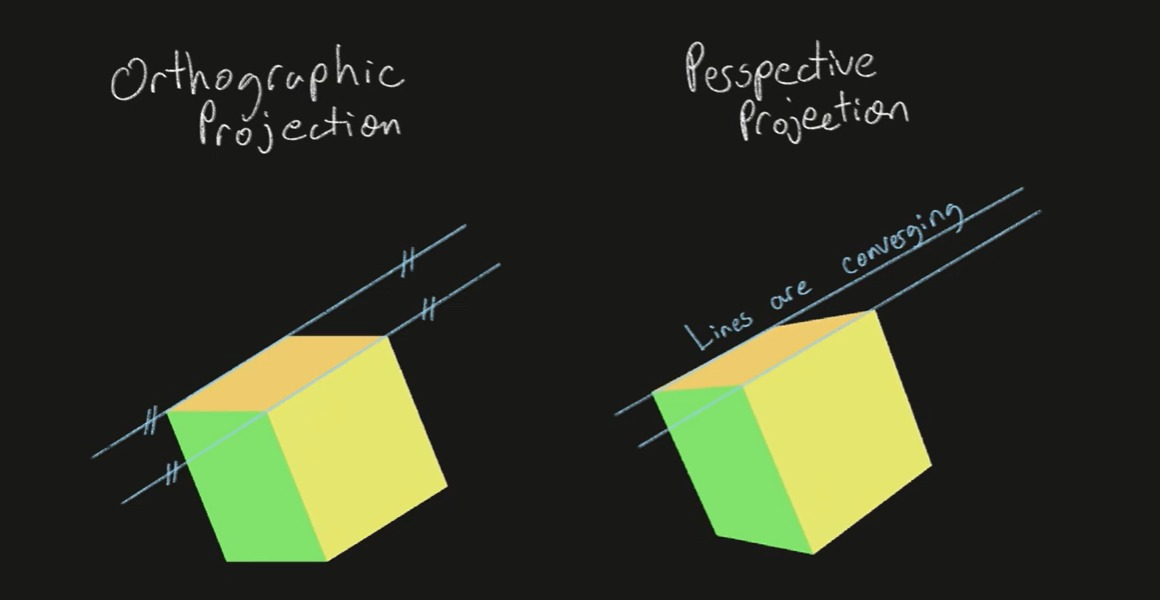 Orthographic
Projection
Perspective
Projection
Lines are converging